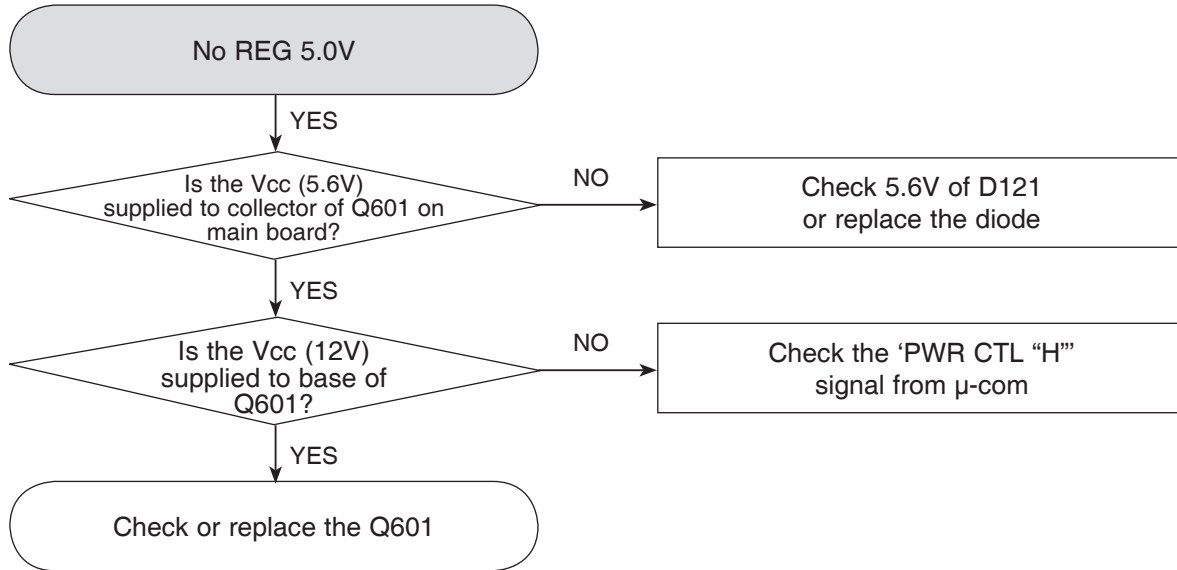 No REG 5.0V
YES
Is the Vcc (5.6V)
supplied to collector of Q601 on
main board?
NO
Check 5.6V of D121
or replace the diode
YES
Is the Vcc (12V)
supplied to base of
Q601?
NO
Check the ‘PWR CTL “H”’
signal from µ-com
YES
Check or replace the Q601